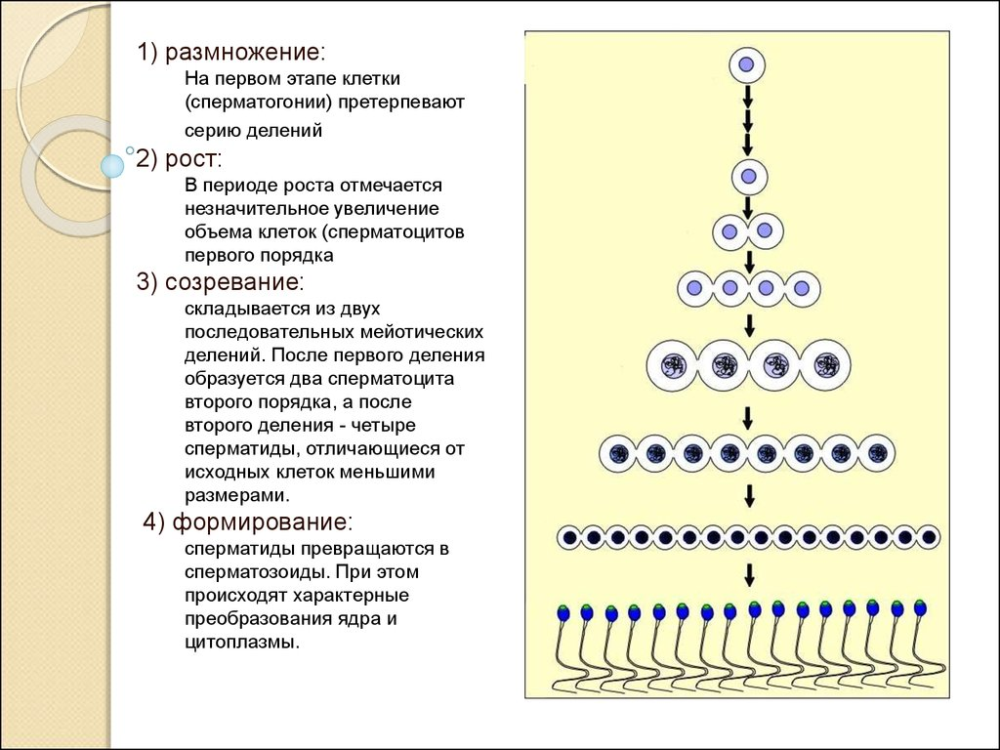 1) размножение:
На первом этапе клетки
(сперматогонии) претерпевают
серию делений
2) рост:
В периоде роста отмечается
незначительное увеличение
объема клеток (сперматоцитов
первого порядка
3) созревание:
складывается из двух
последовательных мейотических
делений. После первого деления
образуется два сперматоцита
второго порядка, а после
второго деления - четыре
сперматиды, отличающиеся от
исходных клеток меньшими
размерами.
4) формирование:
сперматиды превращаются в
сперматозоиды. При этом
происходят характерные
преобразования ядра и
цитоплазмы.